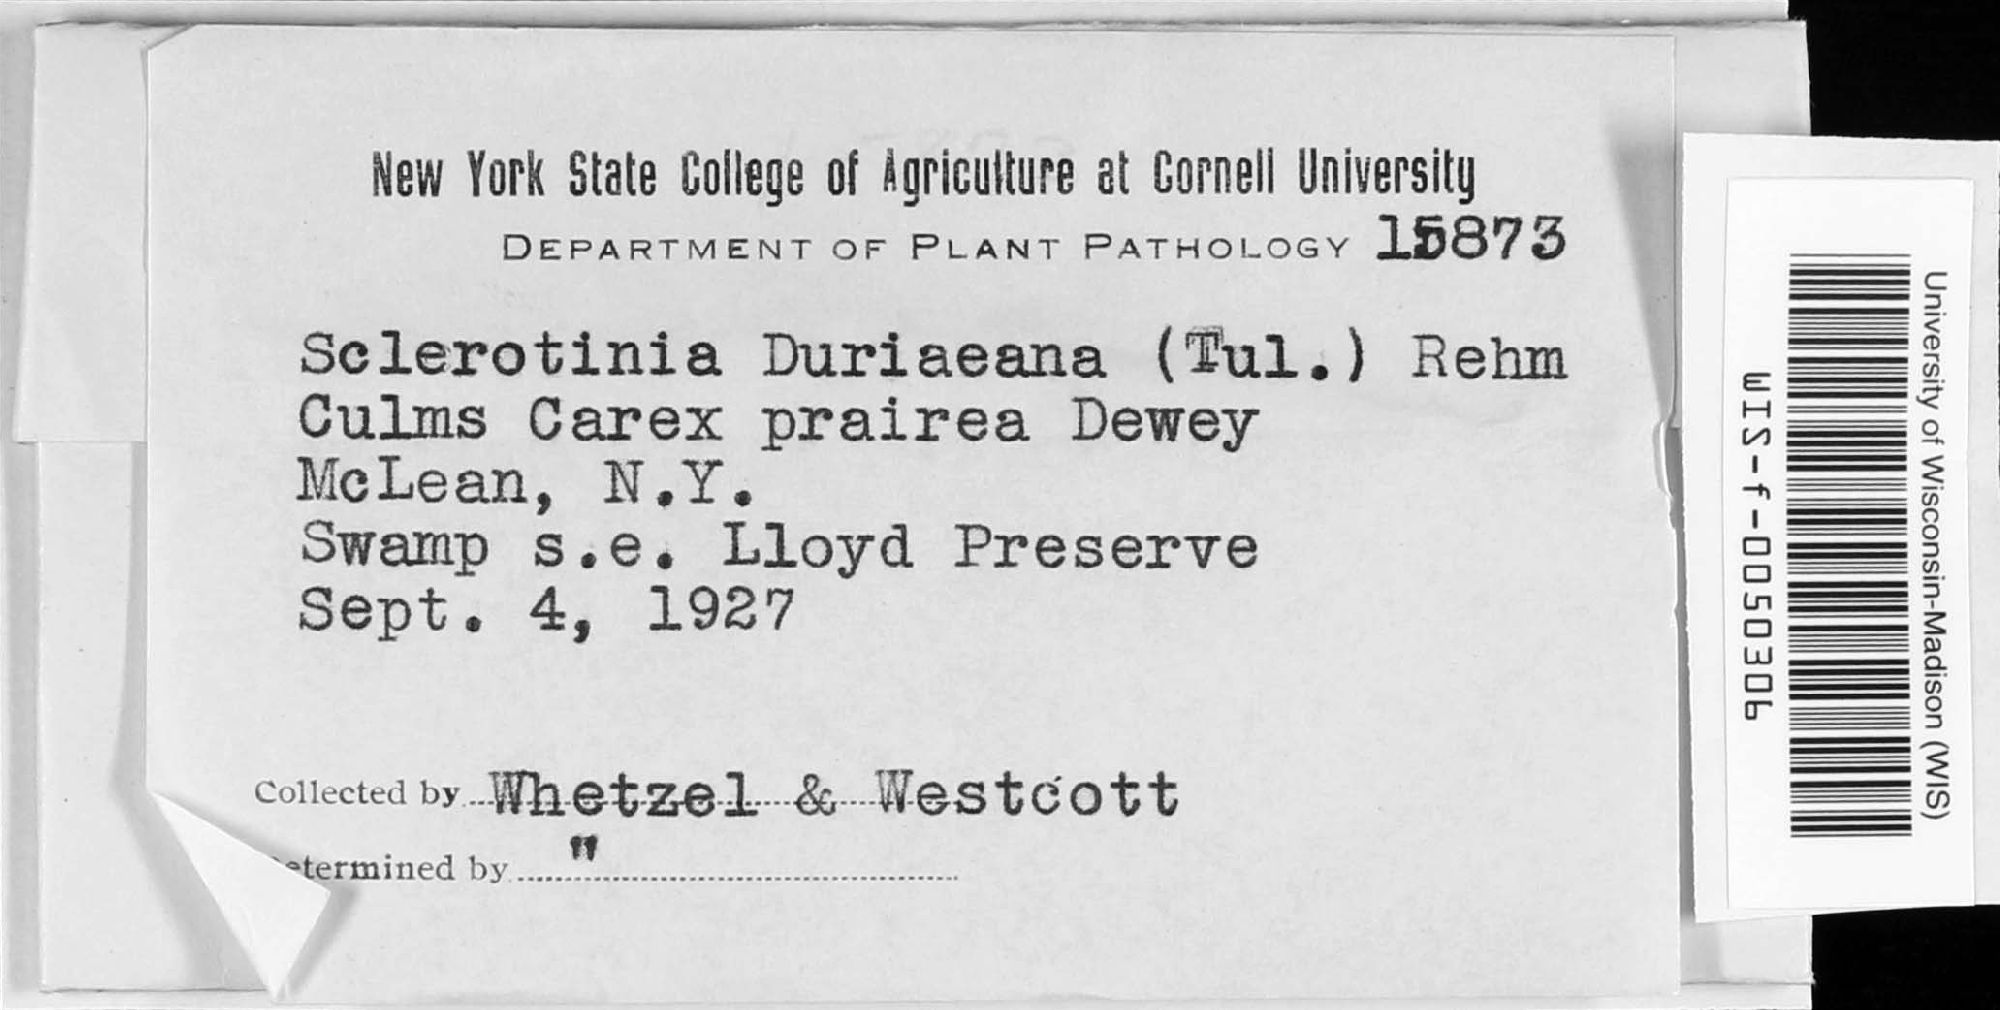 New York State College of Agriculture at Cornell University
DEPARTMENT OF PLANT PATHOLOGY 15873
Sclerotinia Duriaeana (Tul.) Rehm
Culms Carex prairea Dewey
McLean, N.Y.
Swamp s.e. Lloyd Preserve
Sept. 4, 1927
Collected by Whetzel & Westcott
etermined by "
University of Wisconsin-Madison (WIS)
WIS-f-0050306